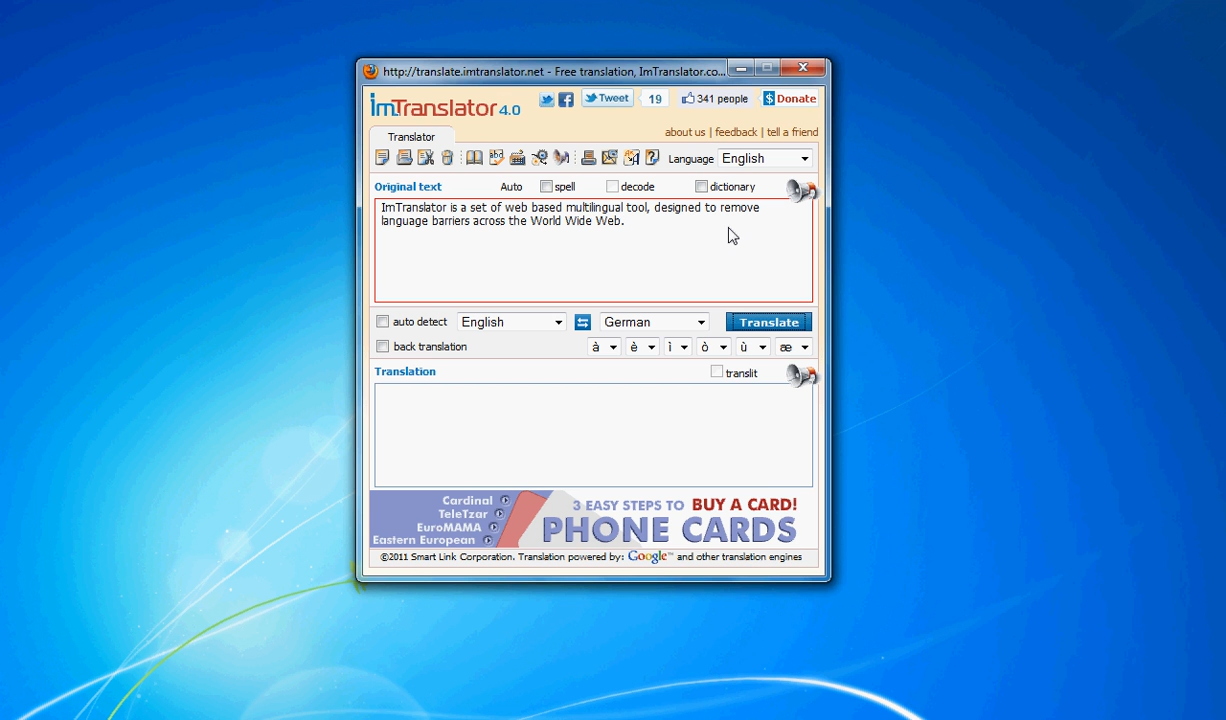 http://translate.imtranslator.net - Free translation, ImTranslator.co...
imTranslator 4.0
Tweet 19 341 people $ Donate
about us | feedback | tell a friend
Translator
Language English
Original text Auto spell decode dictionary
ImTranslator is a set of web based multilingual tool, designed to remove
language barriers across the World Wide Web.
auto detect English German Translate
back translation à è ì ò ù æ
Translation translit
Cardinal
TeleTzar
EuroMAMA
Eastern European
3 EASY STEPS TO BUY A CARD!
PHONE CARDS
©2011 Smart Link Corporation. Translation powered by: Google™ and other translation engines